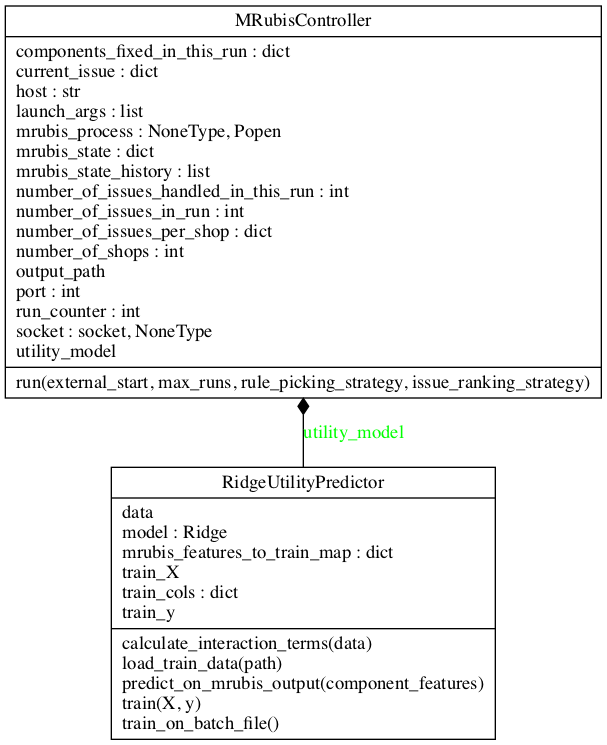 MRubisController
components_fixed_in_this_run : dict
current_issue : dict
host : str
launch_args : list
mrubis_process : NoneType, Popen
mrubis_state : dict
mrubis_state_history : list
number_of_issues_handled_in_this_run : int
number_of_issues_in_run : int
number_of_issues_per_shop : dict
number_of_shops : int
output_path
port : int
run_counter : int
socket : socket, NoneType
utility_model
run(external_start, max_runs, rule_picking_strategy, issue_ranking_strategy)
utility_model
RidgeUtilityPredictor
data
model : Ridge
mrubis_features_to_train_map : dict
train_X
train_cols : dict
train_y
calculate_interaction_terms(data)
load_train_data(path)
predict_on_mrubis_output(component_features)
train(X, y)
train_on_batch_file()